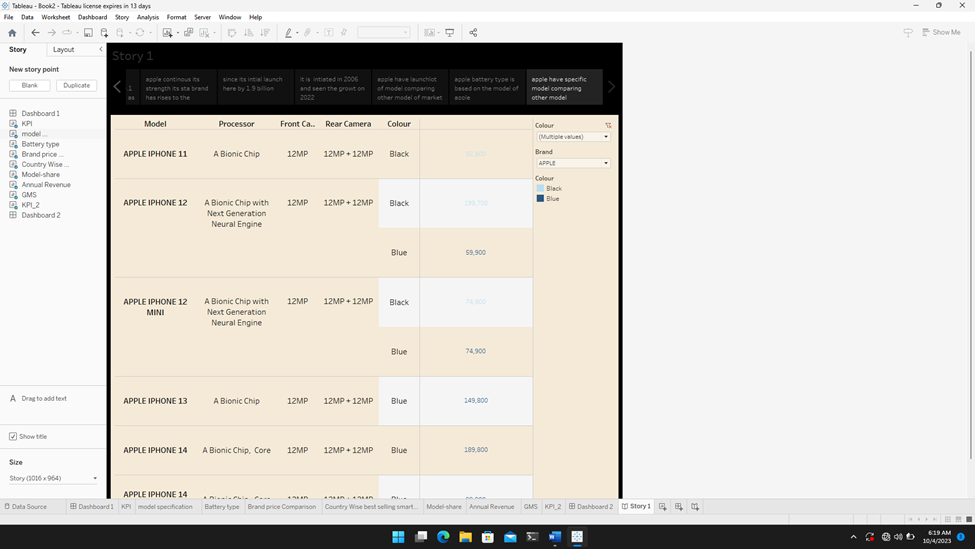 Tableau - Book2 - Tableau license expires in 13 days
File Data Worksheet Dashboard Story Analysis Format Server Window Help
Show Me
Story Layout
New story point
Blank Duplicate
Dashboard 1
KPI
model ...
Battery type
Brand price ...
Country Wise ...
Model-share
Annual Revenue
GMS
KPI_2
Dashboard 2
A Drag to add text
Show title
Size
Story (1016 x 964)
Story 1
.1
as
apple continous its
strength its sta brand
has rises to the
since its intial launch
here by 1.9 billion
It is intiated in 2006
and seen the growt on
2022
apple have launchiot
of model comparing
other model of market
apple battery type is
based on the model of
apple
apple have specific
model comparing
other model
Model Processor Front Ca.. Rear Camera Colour
APPLE IPHONE 11 A Bionic Chip 12MP 12MP + 12MP Black
APPLE IPHONE 12 A Bionic Chip with 12MP 12MP + 12MP Black
Next Generation
Neural Engine
Blue 59,900
APPLE IPHONE 12 A Bionic Chip with 12MP 12MP + 12MP Black 74,900
MINI Next Generation
Neural Engine
Blue 74,900
APPLE IPHONE 13 A Bionic Chip 12MP 12MP + 12MP Blue 149,800
APPLE IPHONE 14 A Bionic Chip, Core 12MP 12MP + 12MP Blue 189,800
APPLE IPHONE 14
Colour
(Multiple values)
Brand
APPLE
Colour
Black
Blue
Data Source Dashboard 1 KPI model specification Battery type Brand price Comparison Country Wise best selling smart... Model-share Annual Revenue GMS KPI_2 Dashboard 2 Story 1
6:19 AM
10/4/2023